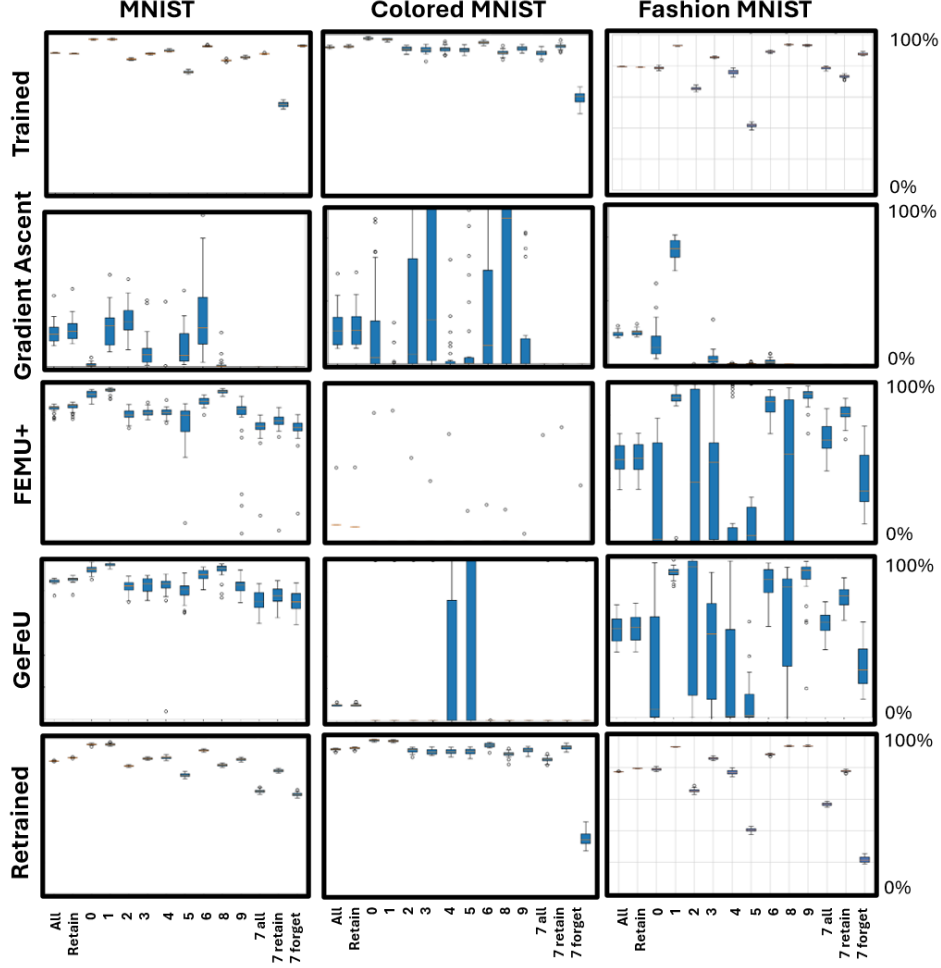 MNIST Colored MNIST Fashion MNIST
Trained
100%
0%
Gradient Ascent
100%
0%
FEMU+
100%
0%
GeFeU
100%
0%
Retrained
100%
0%
All Retain 0 1 2 3 4 5 6 8 9 7 all 7 retain 7 forget
All Retain 0 1 2 3 4 5 6 8 9 7 all 7 retain 7 forget
All Retain 0 1 2 3 4 5 6 8 9 7 all 7 retain 7 forget